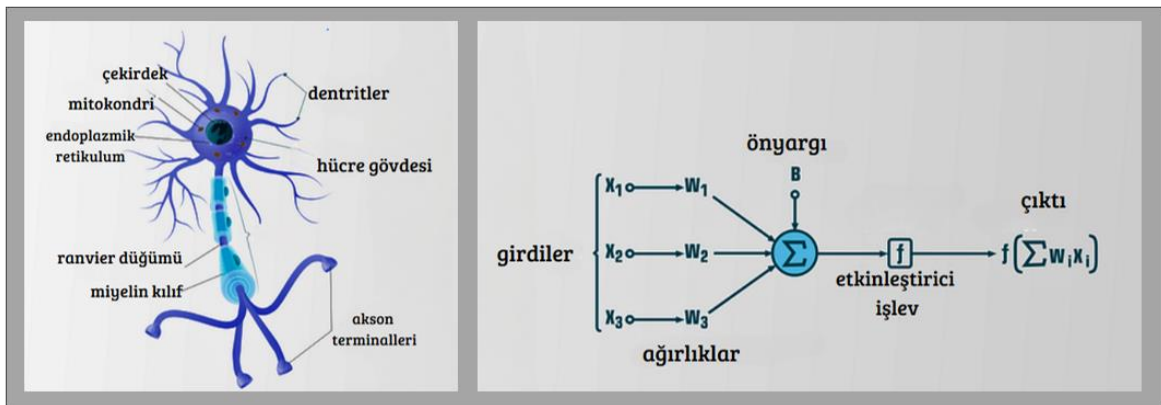 çekirdek
mitokondri
endoplazmik
retikulum
dentritler
hücre gövdesi
ranvier düğümü
miyelin kılıf
akson
terminalleri
önyargı
B
girdiler
X₁ W₁
X₂ W₂
X₃ W₃
ağırlıklar
Σ
f
etkinleştirici
işlev
çıktı
f(∑WᵢXᵢ)